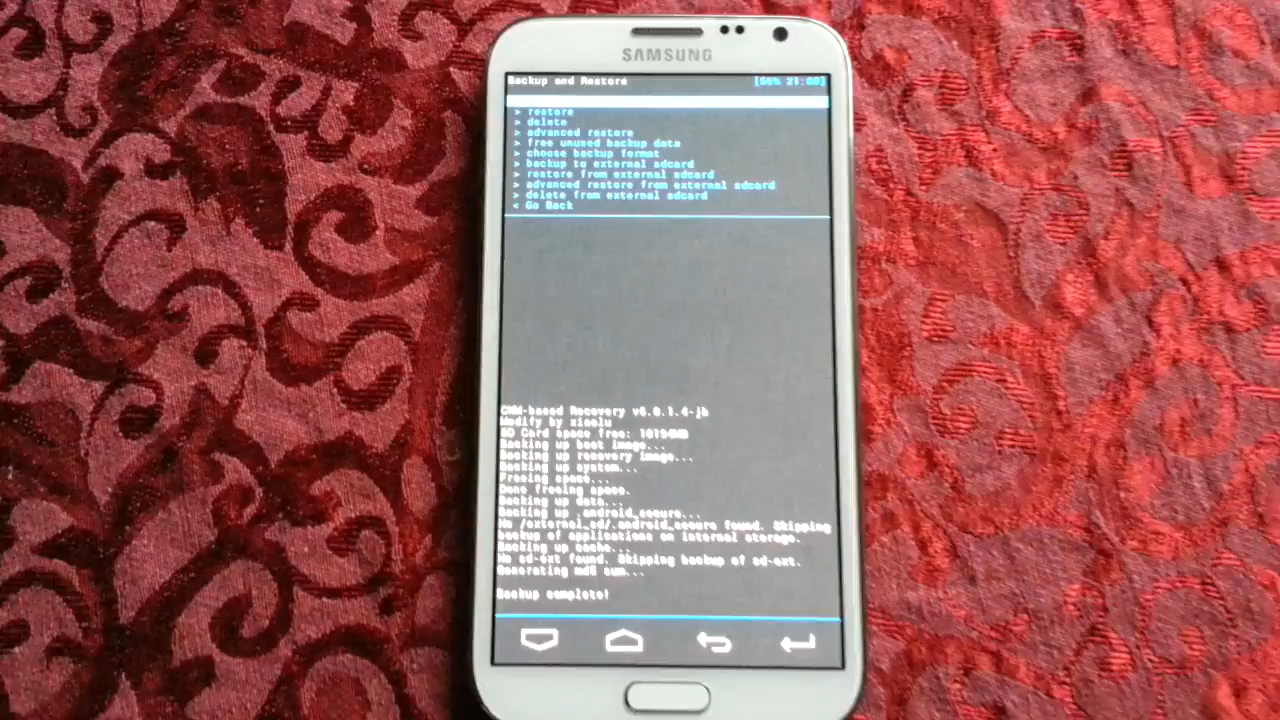 SAMSUNG
Backup and Restore
> restore
> delete
> advanced restore
> free unused backup data
> choose backup format
> backup to external sdcard
> restore from external sdcard
> advanced restore from external sdcard
> delete from external sdcard
< Go Back
CWM-based Recovery v6.0.1.4-jb
Modify by xiaolu
SD Card space free: 10194MB
Backing up boot image...
Backing up recovery image...
Backing up system...
Freeing space...
Done freeing space.
Backing up data...
Backing up .android_secure...
No /external_sd/.android_secure found. Skipping
backup of applications on internal storage.
Backing up cache...
No sd-ext found. Skipping backup of sd-ext.
Generating md5 sum...
Backup complete!